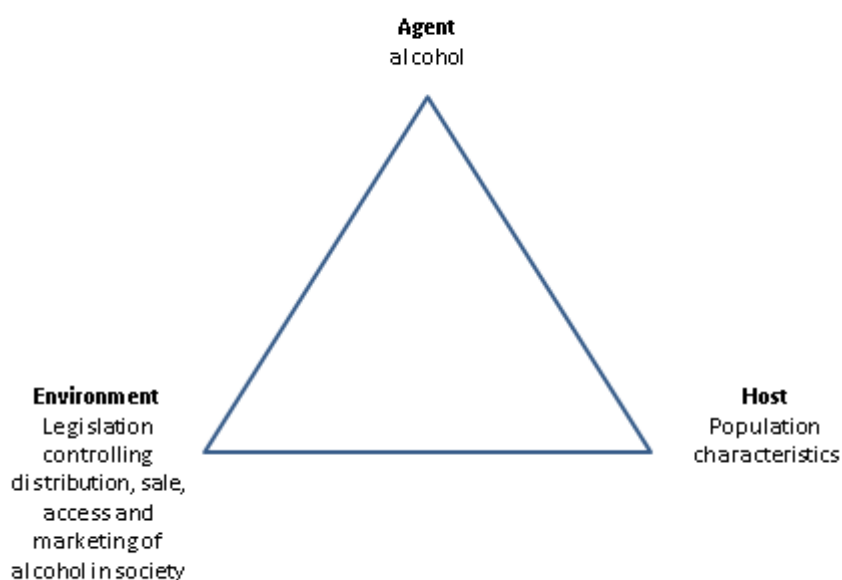 Agent
alcohol
Environment
Legislation
controlling
distribution, sale,
access and
marketing of
alcohol in society
Host
Population
characteristics